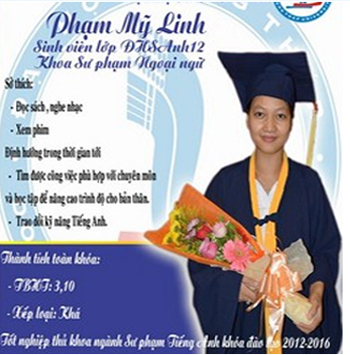 Phạm Mỹ Linh
Sinh viên lớp ĐHSAnh12
Khoa Sư phạm Ngoại ngữ
Sở thích:
- Đọc sách , nghe nhạc
- Xem phim
Định hướng trong thời gian tới
- Tìm được công việc phù hợp với chuyên môn
và học tập để nâng cao trình độ cho bản thân.
- Trao dồi kỹ năng Tiếng Anh.
Thành tích toàn khóa:
- TBHT: 3,10
- Xếp loại: Khá
Tốt nghiệp thủ khoa ngành Sư phạm Tiếng Anh khóa đào tạo 2012-2016